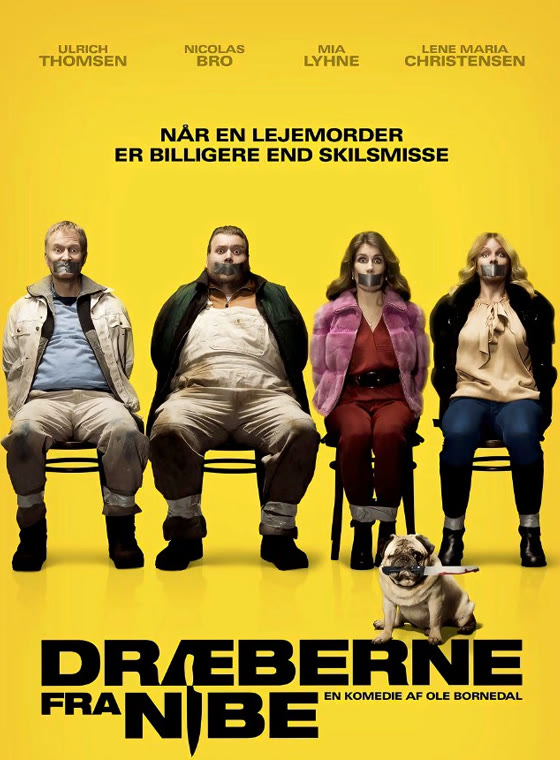 ULRICH THOMSEN
NICOLAS BRO
MIA LYHNE
LENE MARIA CHRISTENSEN
NÅR EN LEJEMORDER
ER BILLIGERE END SKILSMISSE
DRÆBERNE
FRA NIBE
EN KOMEDIE AF OLE BORNEDAL